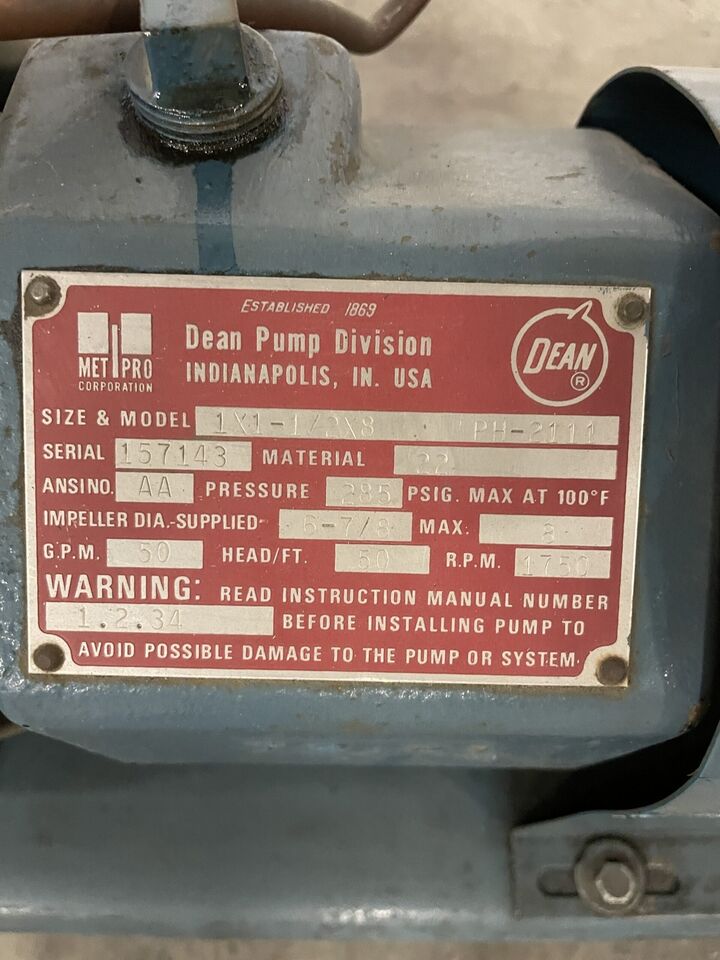 ESTABLISHED 1869
MET PRO
CORPORATION
Dean Pump Division
INDIANAPOLIS, IN. USA
DEAN ®
SIZE & MODEL 1X1-1/2X8 PH-2111
SERIAL 157143 MATERIAL 22
ANSI NO. AA PRESSURE 285 PSIG. MAX AT 100°F
IMPELLER DIA.-SUPPLIED- 6-7/8 MAX. 8
G.P.M. 50 HEAD/FT. 50 R.P.M. 1750
WARNING: READ INSTRUCTION MANUAL NUMBER
1.2.34 BEFORE INSTALLING PUMP TO
AVOID POSSIBLE DAMAGE TO THE PUMP OR SYSTEM.